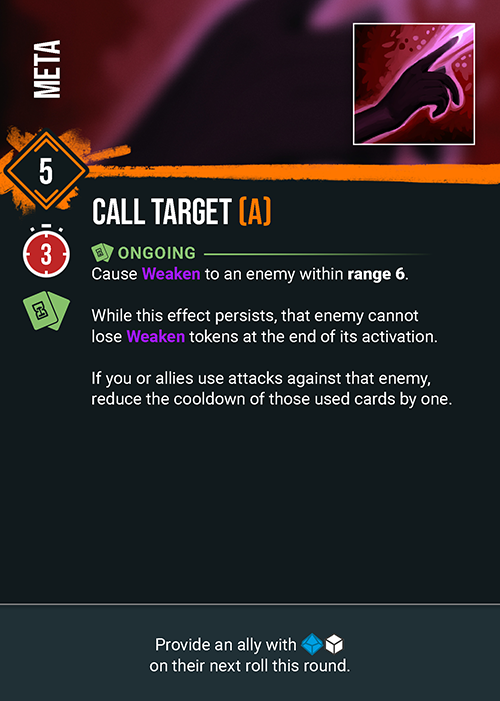 META
5
CALL TARGET (A)
3
ONGOING
Cause Weaken to an enemy within range 6.
While this effect persists, that enemy cannot
lose Weaken tokens at the end of its activation.
If you or allies use attacks against that enemy,
reduce the cooldown of those used cards by one.
Provide an ally with
on their next roll this round.